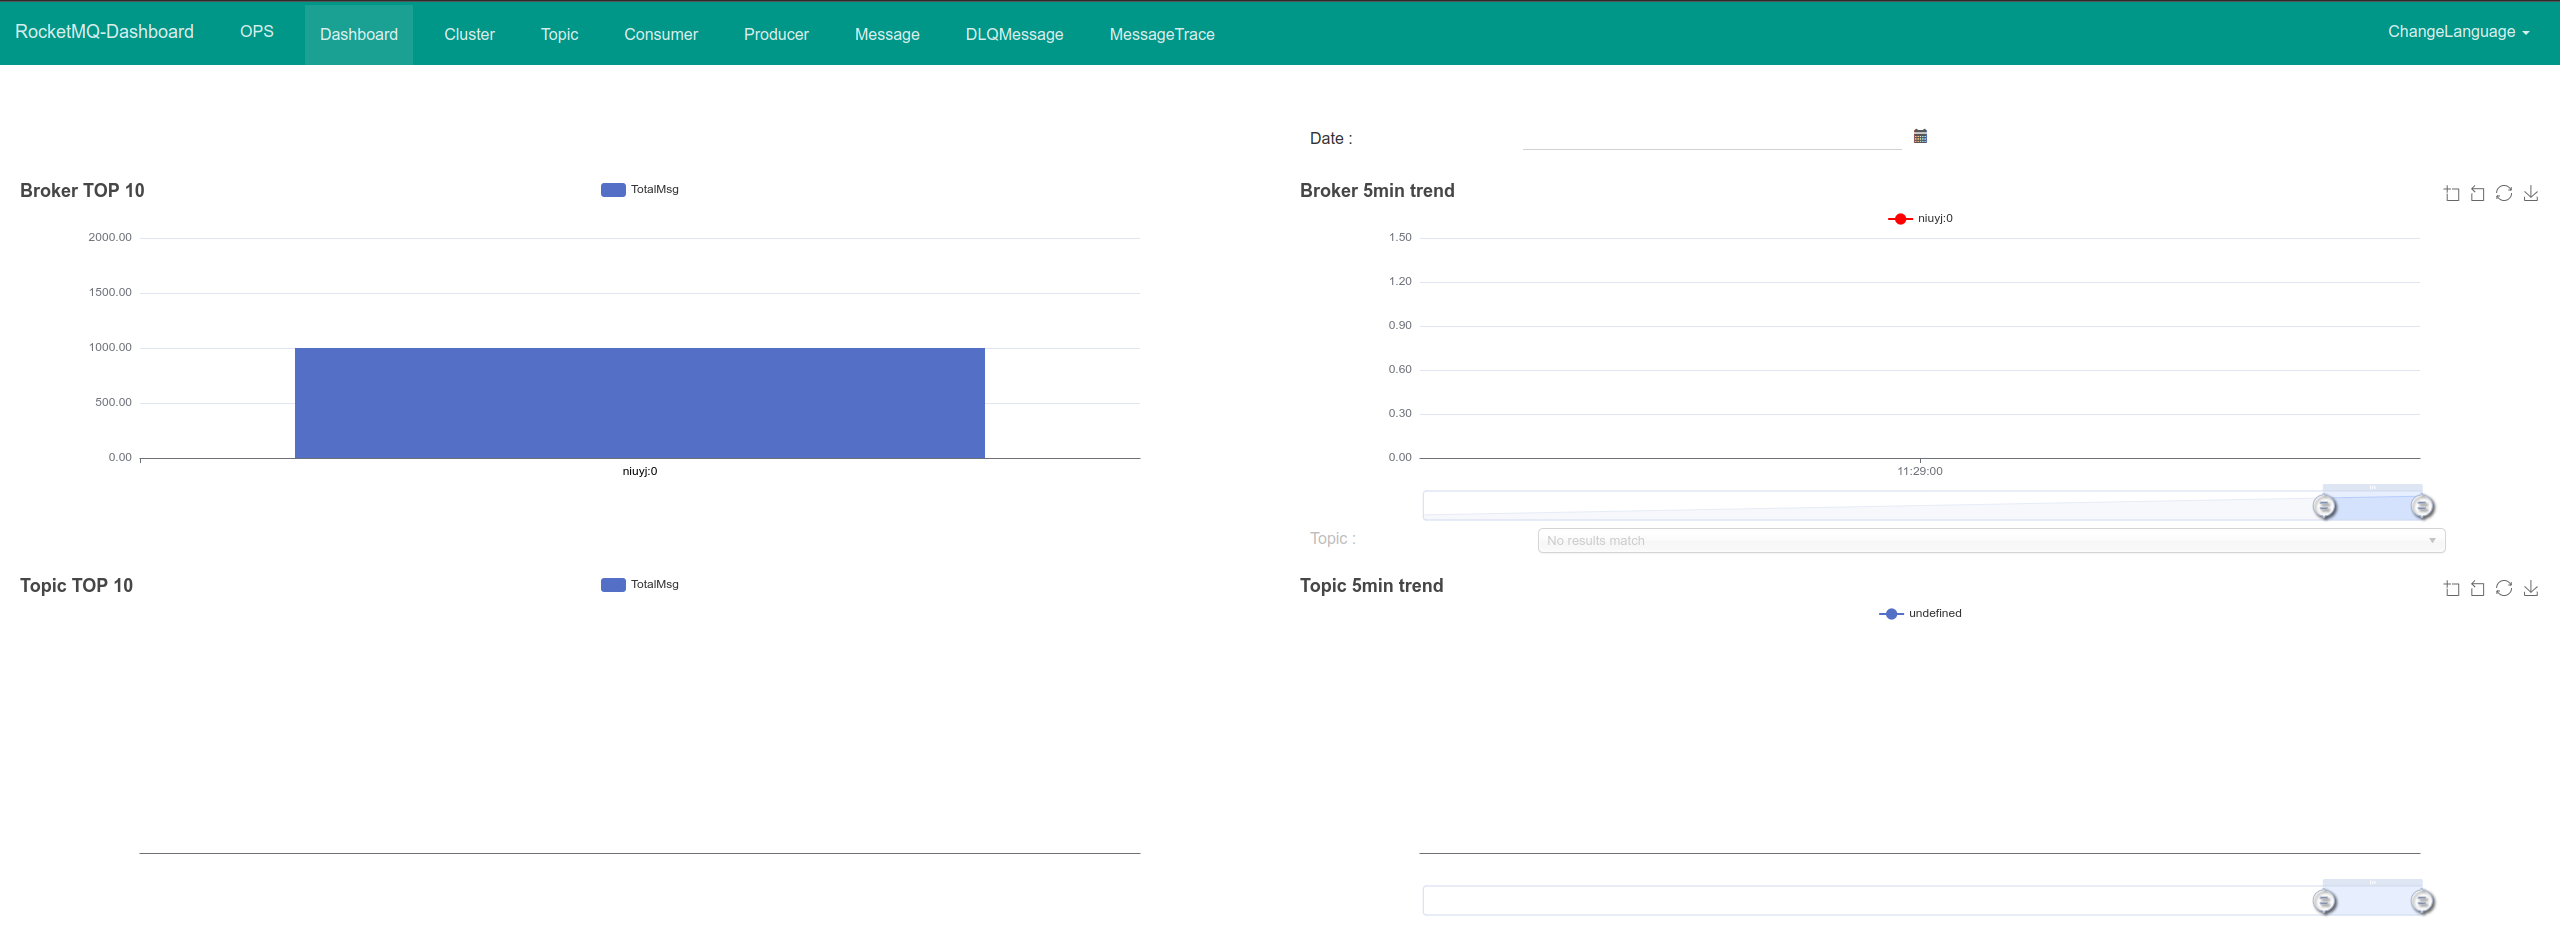 RocketMQ-Dashboard OPS Dashboard Cluster Topic Consumer Producer Message DLQMessage MessageTrace ChangeLanguage
Date :
Broker TOP 10
TotalMsg
2000.00
1500.00
1000.00
500.00
0.00
niuyj:0
Broker 5min trend
niuyj:0
1.50
1.20
0.90
0.60
0.30
0.00
11:29:00
Topic :
No results match
Topic TOP 10
TotalMsg
Topic 5min trend
undefined